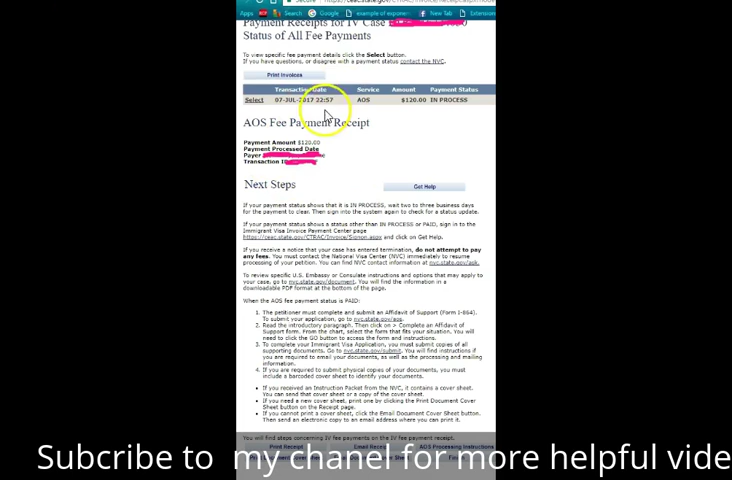 Apps Search Google example of exponen New Tab Extension
Payment Receipts for IV Case
Status of All Fee Payments
To view specific fee payment details click the Select button.
If you have questions, or disagree with a payment status contact the NVC.
Print Invoices
Transaction Date Service Amount Payment Status
Select 07-JUL-2017 22:57 AOS $120.00 IN PROCESS
AOS Fee Payment Receipt
Payment Amount $120.00
Payment Processed Date
Payer
Transaction ID
Next Steps
Get Help
If your payment status shows that it is IN PROCESS, wait two to three business days
for the payment to clear. Then sign into the system again to check for a status update.
If your payment status shows a status other than IN PROCESS or PAID, sign in to the
Immigrant Visa Invoice Payment Center page
https://ceac.state.gov/CTRAC/Invoice/Signon.aspx and click on Get Help.
If you receive a notice that your case has entered termination, do not attempt to pay
any fees. You must contact the National Visa Center (NVC) immediately to resume
processing of your petition. You can find NVC contact information at nvc.state.gov/ask.
To review specific U.S. Embassy or Consulate instructions and options that may apply to
your case, go to nvc.state.gov/document. You will find the information in a
downloadable PDF format at the bottom of the page.
When the AOS fee payment status is PAID:
1. The petitioner must complete and submit an Affidavit of Support (Form I-864).
To submit your application, go to nvc.state.gov/aos.
2. Read the introductory paragraph. Then click on > Complete an Affidavit of
Support form. From the chart, select the form that fits your situation. You will
need to click the GO button to access the form and instructions.
3. To complete your Immigrant Visa Application, you must submit copies of all
supporting documents. Go to nvc.state.gov/submit. You will find instructions if
you are required to email your documents, as well as the processing and mailing
information.
4. If you are required to submit physical copies of your documents, you must
include a barcoded cover sheet to identify your documents.
• If you received an Instruction Packet from the NVC, it contains a cover sheet.
You can send that cover sheet or a copy of the cover sheet.
• If you need a new cover sheet, print one by clicking the Print Document Cover
Sheet button on the Receipt page.
• If you cannot print a cover sheet, click the Email Document Cover Sheet button.
Then send an electronic copy to an email address where you can print it.
You will find steps concerning IV fee payments on the IV fee payment receipt.
Print Receipt Email Receipt AOS Processing Instructions
Subcribe to my chanel for more helpful vide